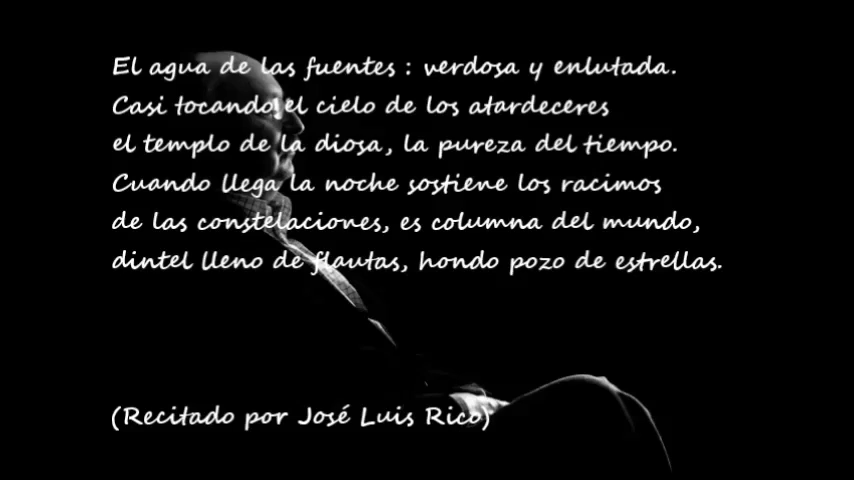 El agua de las fuentes : verdosa y enlutada.
Casi tocando el cielo de los atardeceres
el templo de la diosa, la pureza del tiempo.
Cuando llega la noche sostiene los racimos
de las constelaciones, es columna del mundo,
dintel lleno de flautas, hondo pozo de estrellas.
(Recitado por José Luis Rico)